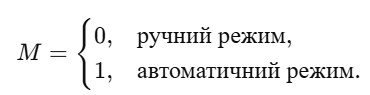 M = { 0, ручний режим,
1, автоматичний режим.